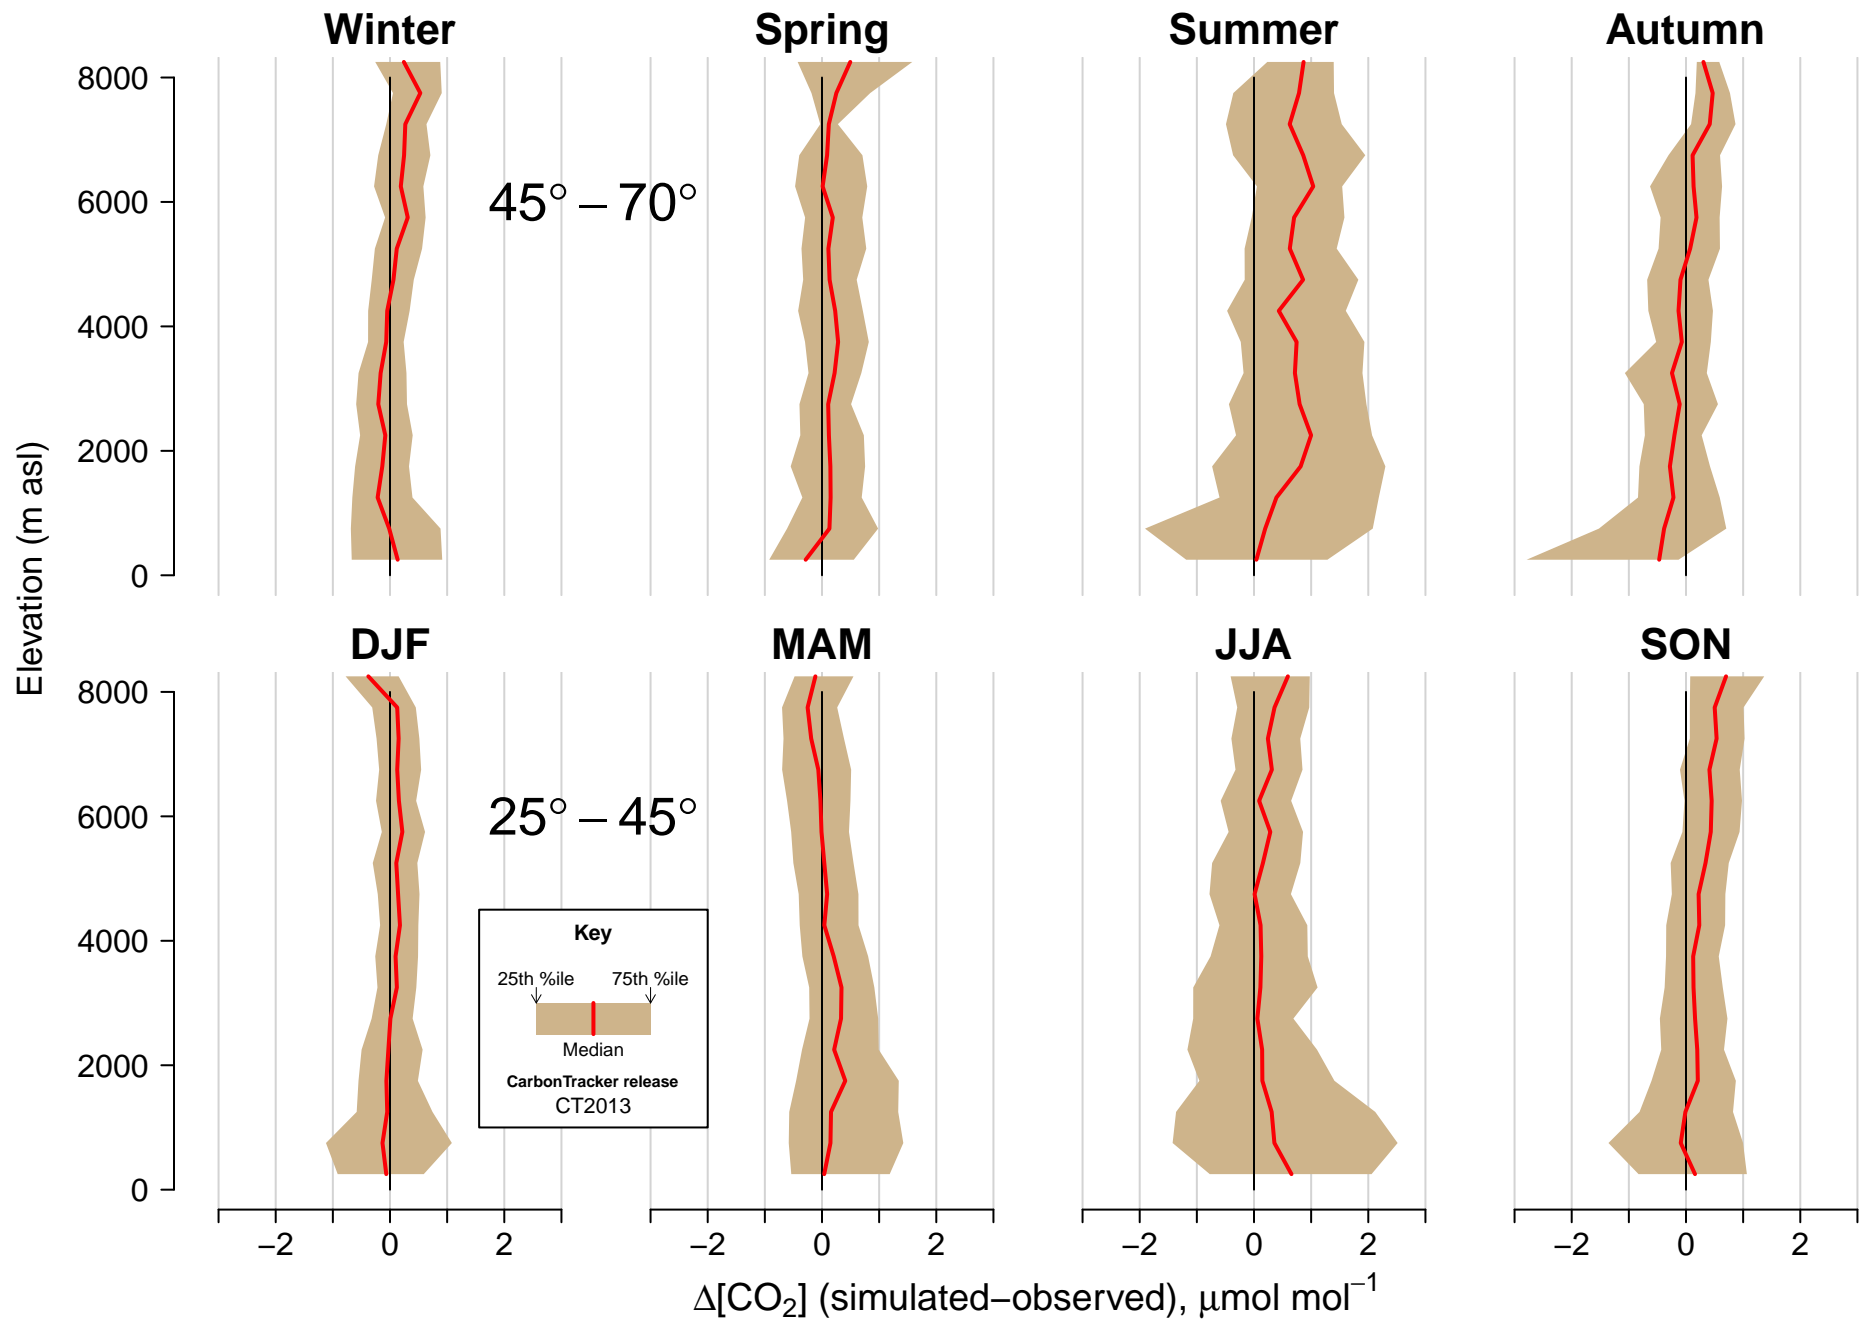 Winter Spring Summer Autumn
8000
6000
4000
2000
0
45° – 70°
Elevation (m asl)
DJF MAM JJA SON
8000
6000
4000
2000
0
25° – 45°
Key
25th %ile 75th %ile
Median
CarbonTracker release
CT2013
−2 0 2 −2 0 2 −2 0 2 −2 0 2
Δ[CO₂] (simulated−observed), μmol mol⁻¹